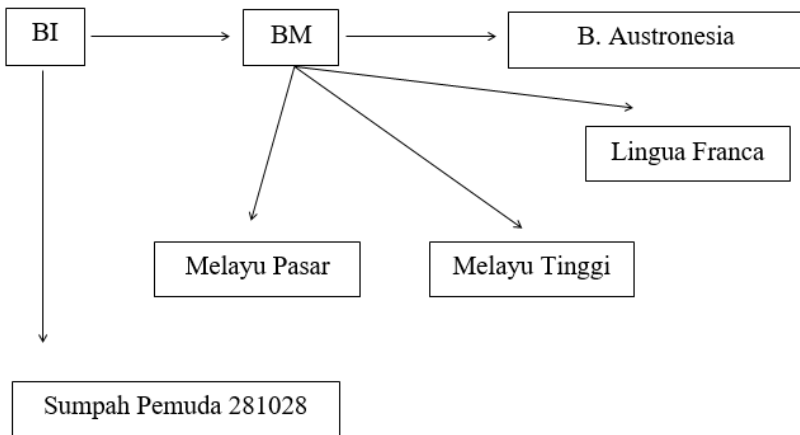 BI
BM
B. Austronesia
Lingua Franca
Melayu Pasar
Melayu Tinggi
Sumpah Pemuda 281028